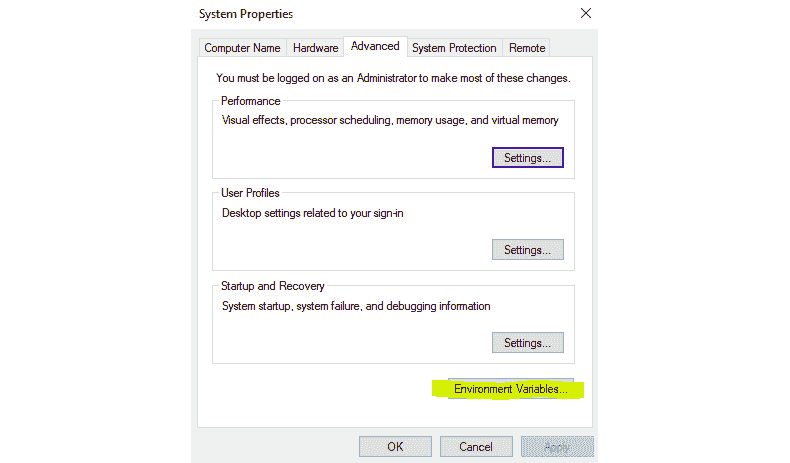 System Properties
Computer Name Hardware Advanced System Protection Remote
You must be logged on as an Administrator to make most of these changes.
Performance
Visual effects, processor scheduling, memory usage, and virtual memory
Settings...
User Profiles
Desktop settings related to your sign-in
Settings...
Startup and Recovery
System startup, system failure, and debugging information
Settings...
Environment Variables...
OK Cancel Apply